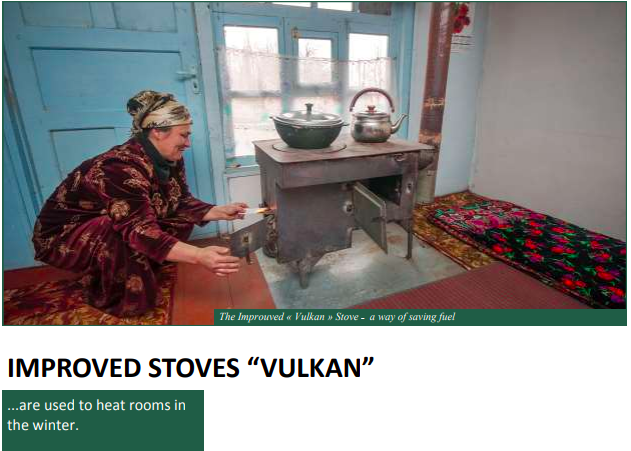 The Improuved « Vulkan » Stove – a way of saving fuel
IMPROVED STOVES “VULKAN”
...are used to heat rooms in
the winter.